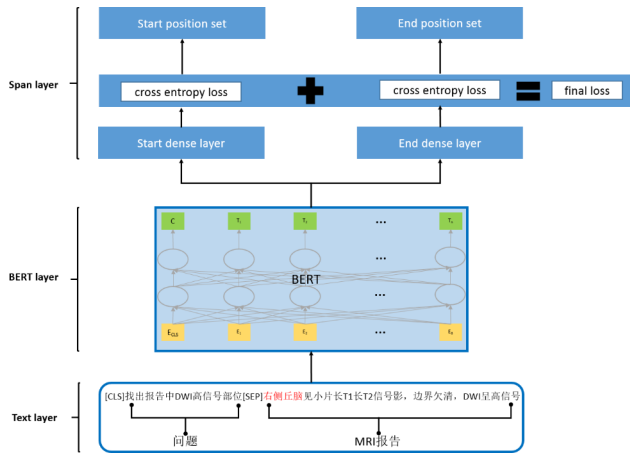 Start position set
End position set
Span layer
cross entropy loss
cross entropy loss
final loss
Start dense layer
End dense layer
C T₁ T₂ ... Tₙ
...
BERT layer
BERT
...
E_CLS E₁ E₂ ... Eₙ
[CLS]找出报告中DWI高信号部位[SEP]右侧丘脑见小片长T1长T2信号影，边界欠清，DWI呈高信号
Text layer
问题
MRI报告